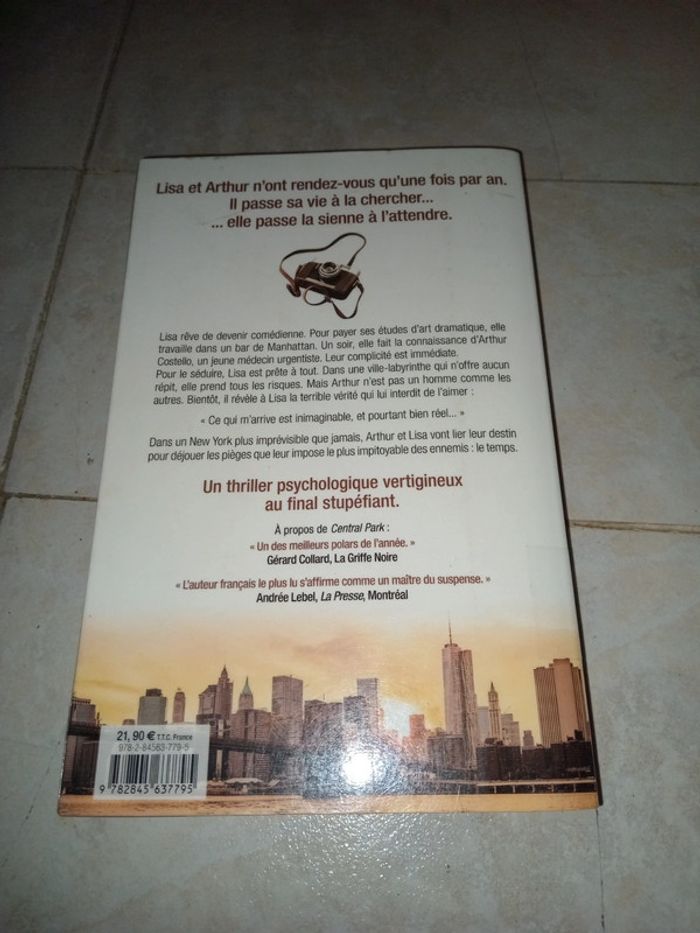 Lisa et Arthur n'ont rendez-vous qu'une fois par an.
Il passe sa vie à la chercher...
... elle passe la sienne à l'attendre.
Lisa rêve de devenir comédienne. Pour payer ses études d'art dramatique, elle
travaille dans un bar de Manhattan. Un soir, elle fait la connaissance d'Arthur
Costello, un jeune médecin urgentiste. Leur complicité est immédiate.
Pour le séduire, Lisa est prête à tout. Dans une ville-labyrinthe qui n'offre aucun
répit, elle prend tous les risques. Mais Arthur n'est pas un homme comme les
autres. Bientôt, il révèle à Lisa la terrible vérité qui lui interdit de l'aimer :
« Ce qui m'arrive est inimaginable, et pourtant bien réel... »
Dans un New York plus imprévisible que jamais, Arthur et Lisa vont lier leur destin
pour déjouer les pièges que leur impose le plus impitoyable des ennemis : le temps.
Un thriller psychologique vertigineux
au final stupéfiant.
À propos de Central Park :
« Un des meilleurs polars de l'année. »
Gérard Collard, La Griffe Noire
« L'auteur français le plus lu s'affirme comme un maître du suspense. »
Andrée Lebel, La Presse, Montréal
21,90 € T.T.C. France
978-2-84563-779-5
9 782845 637795